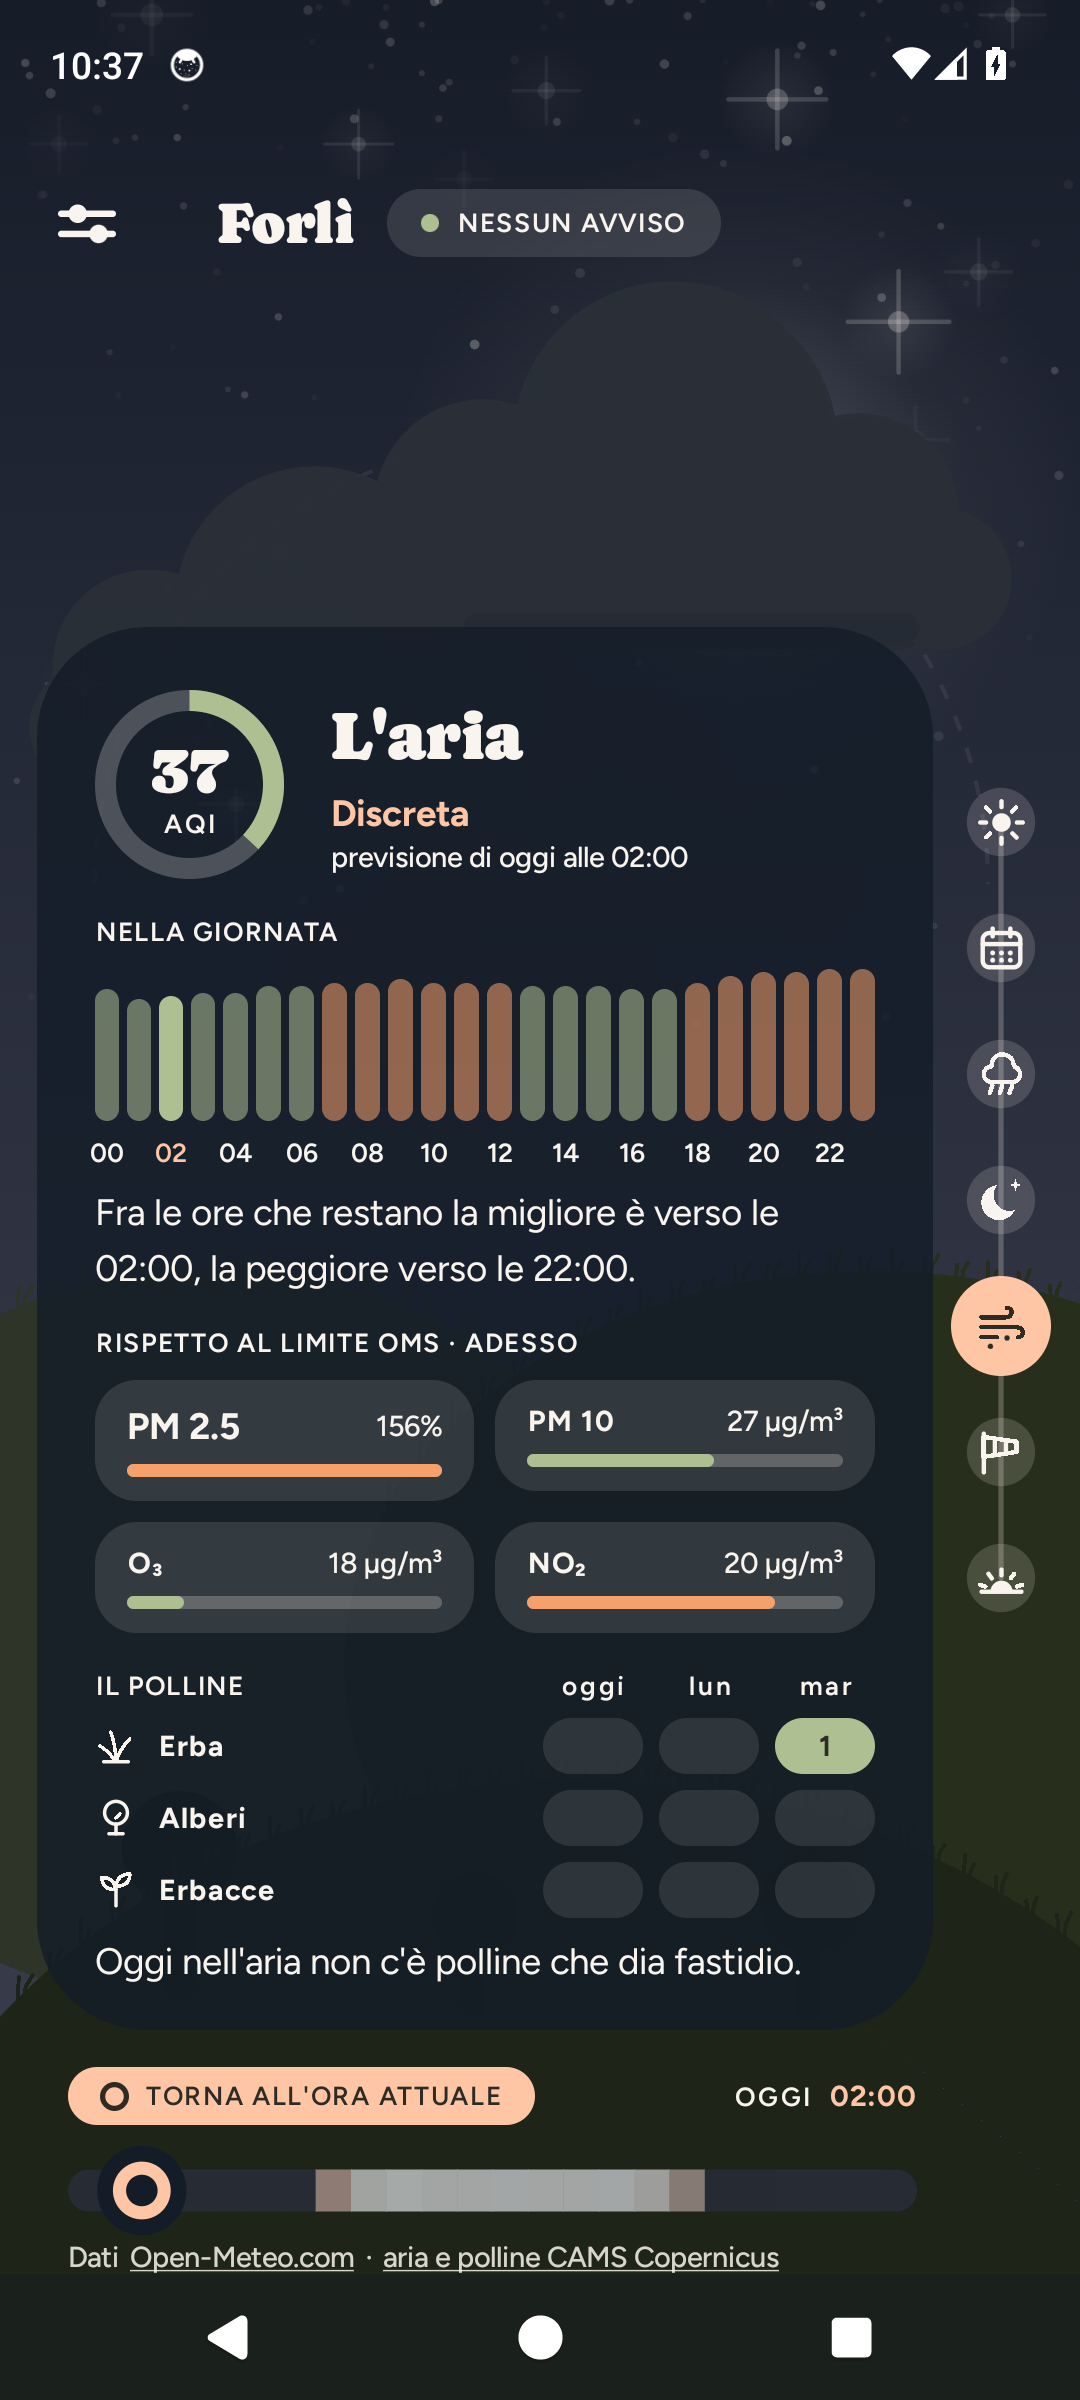 10:37
Forlì
NESSUN AVVISO
37
AQI
L'aria
Discreta
previsione di oggi alle 02:00
NELLA GIORNATA
00 02 04 06 08 10 12 14 16 18 20 22
Fra le ore che restano la migliore è verso le
02:00, la peggiore verso le 22:00.
RISPETTO AL LIMITE OMS · ADESSO
PM 2.5 156%
PM 10 27 µg/m³
O₃ 18 µg/m³
NO₂ 20 µg/m³
IL POLLINE oggi lun mar
Erba 1
Alberi
Erbacce
Oggi nell'aria non c'è polline che dia fastidio.
TORNA ALL'ORA ATTUALE
OGGI 02:00
Dati Open-Meteo.com · aria e polline CAMS Copernicus